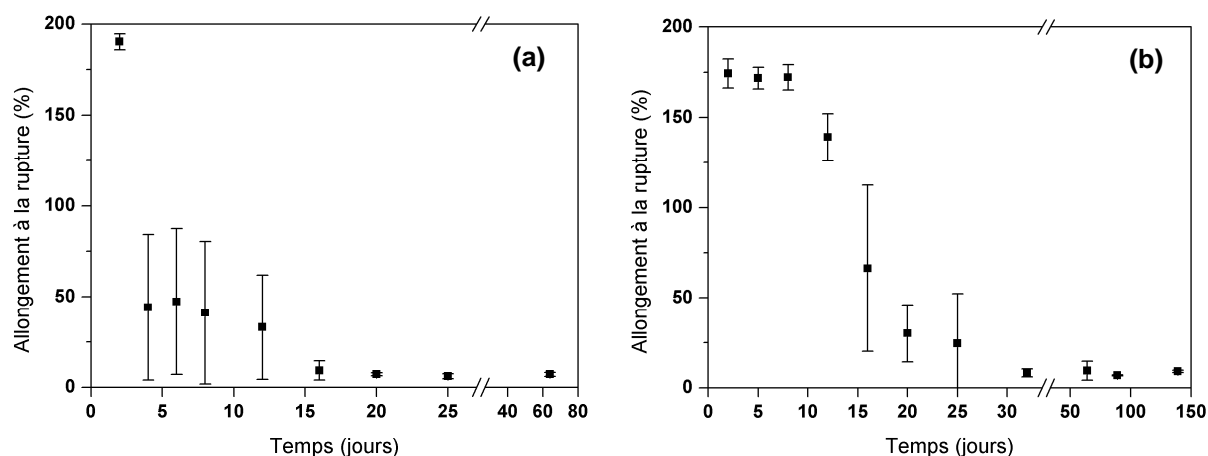 (a)
Allongement à la rupture (%)
200
150
100
50
0
0 5 10 15 20 25 40 60 80
Temps (jours)
(b)
Allongement à la rupture (%)
200
150
100
50
0
0 5 10 15 20 25 30 50 100 150
Temps (jours)